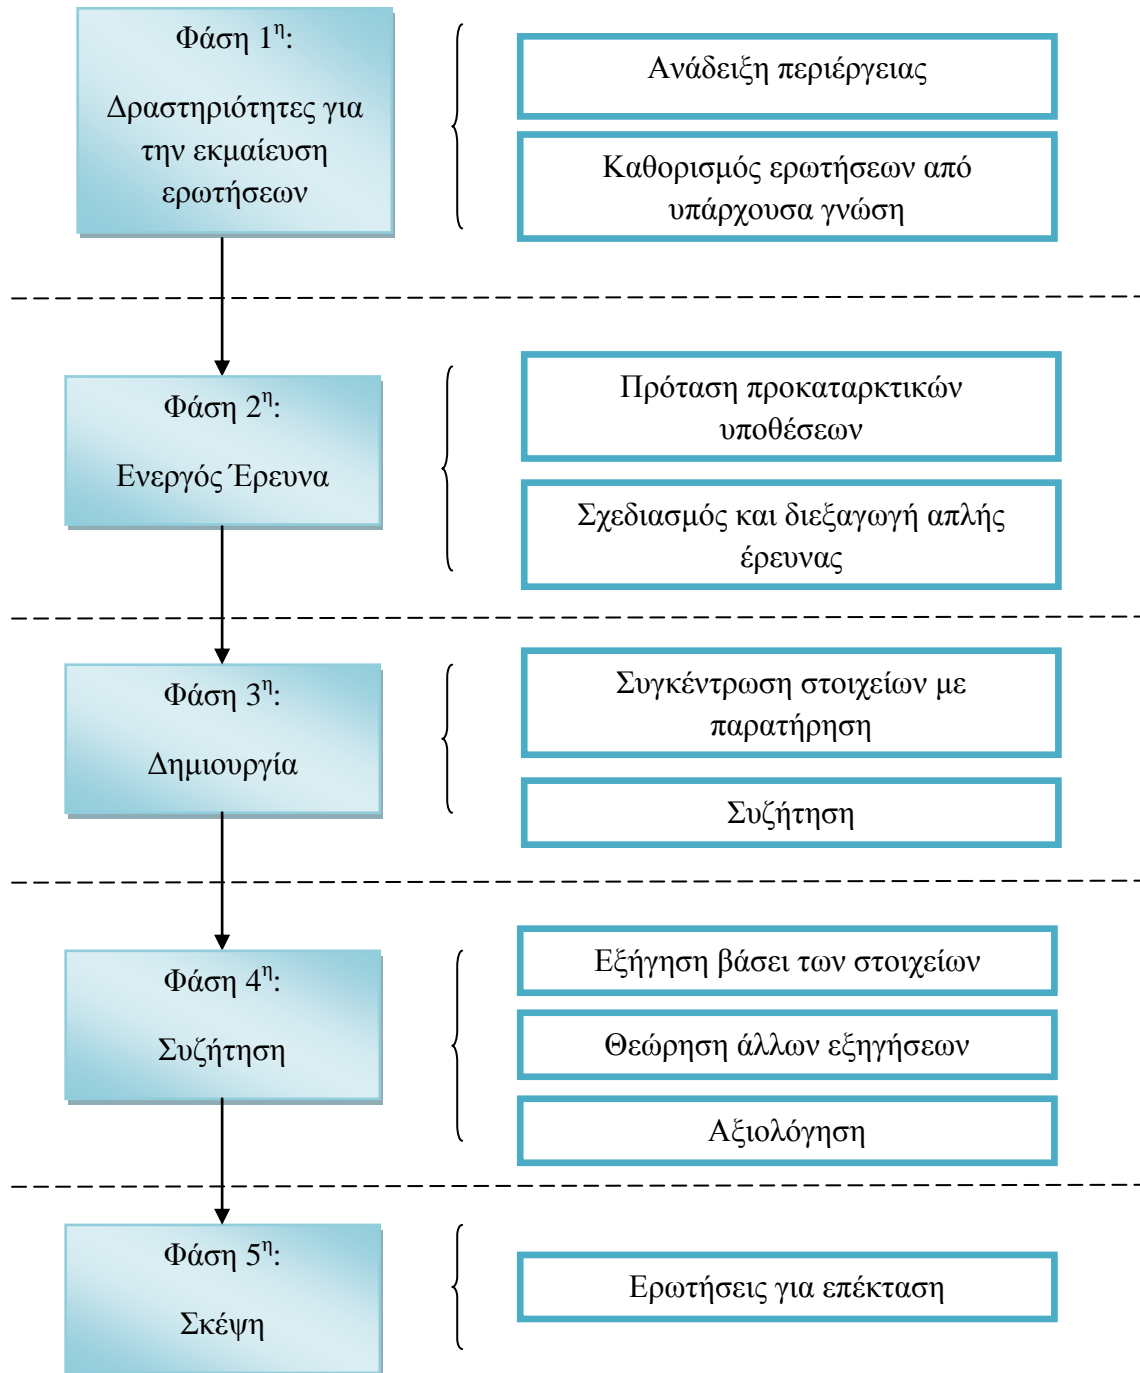 Φάση 1η:
Δραστηριότητες για
την εκμαίευση
ερωτήσεων
Ανάδειξη περιέργειας
Καθορισμός ερωτήσεων από
υπάρχουσα γνώση
Φάση 2η:
Ενεργός Έρευνα
Πρόταση προκαταρκτικών
υποθέσεων
Σχεδιασμός και διεξαγωγή απλής
έρευνας
Φάση 3η:
Δημιουργία
Συγκέντρωση στοιχείων με
παρατήρηση
Συζήτηση
Φάση 4η:
Συζήτηση
Εξήγηση βάσει των στοιχείων
Θεώρηση άλλων εξηγήσεων
Αξιολόγηση
Φάση 5η:
Σκέψη
Ερωτήσεις για επέκταση